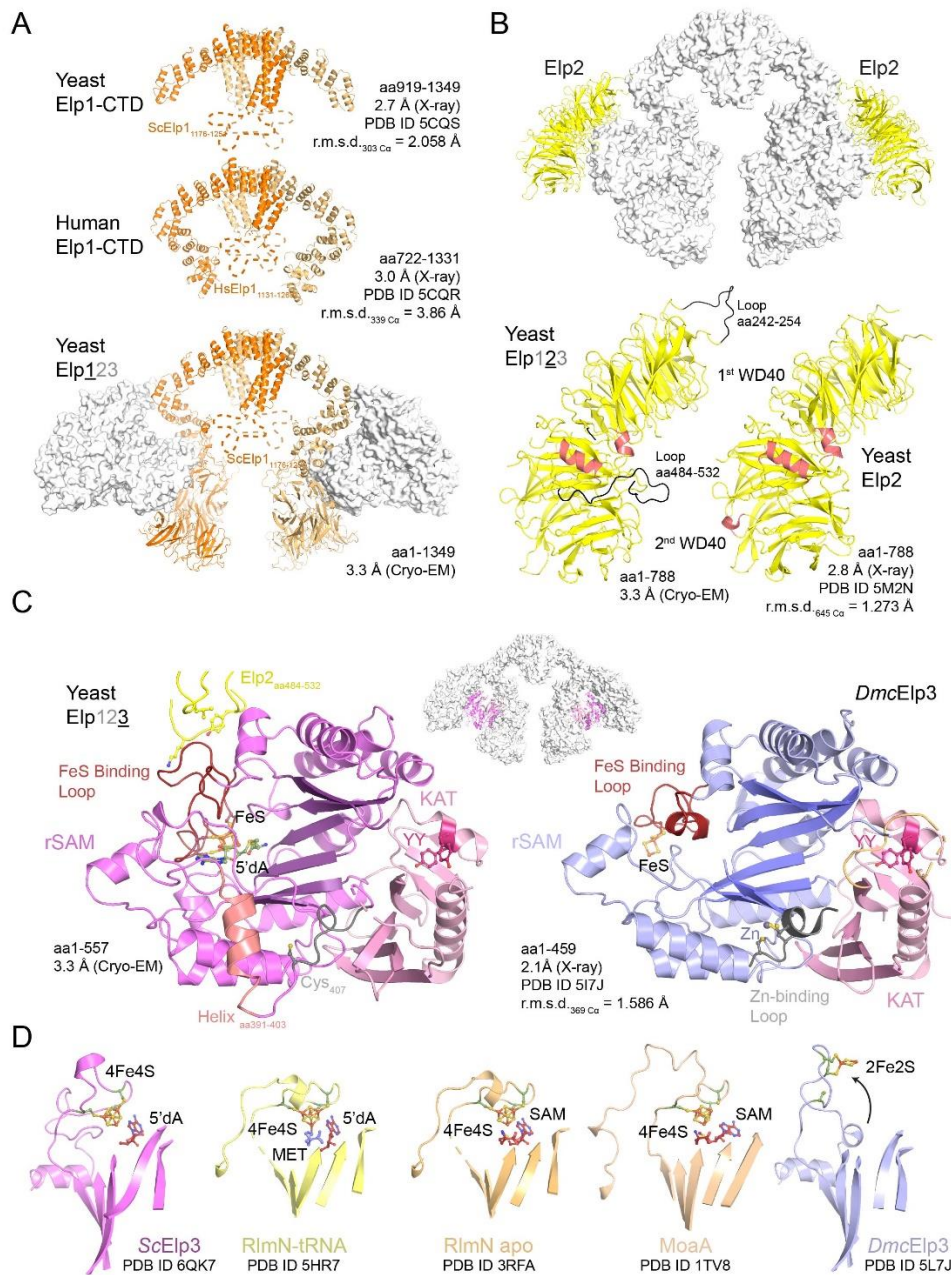 A
Yeast
Elp1-CTD
aa919-1349
2.7 Å (X-ray)
PDB ID 5CQS
r.m.s.d.303 Cα = 2.058 Å
Human
Elp1-CTD
aa722-1331
3.0 Å (X-ray)
PDB ID 5CQR
r.m.s.d.339 Cα = 3.86 Å
Yeast
Elp123
aa1-1349
3.3 Å (Cryo-EM)
B
Elp2
Elp2
Yeast
Elp123
Loop
aa242-254
1st WD40
Loop
aa484-532
Yeast
Elp2
2nd WD40
aa1-788
3.3 Å (Cryo-EM)
aa1-788
2.8 Å (X-ray)
PDB ID 5M2N
r.m.s.d.645 Cα = 1.273 Å
C
Yeast
Elp123
Elp2aa484-532
FeS Binding
Loop
rSAM
FeS
5'dA
KAT
aa1-557
3.3 Å (Cryo-EM)
Cys407
Helix aa391-403
DmcElp3
FeS Binding
Loop
rSAM
FeS
Zn
aa1-459
2.1Å (X-ray)
PDB ID 5I7J
r.m.s.d.369 Cα = 1.586 Å
Zn-binding
Loop
KAT
D
4Fe4S
5'dA
ScElp3
PDB ID 6QK7
4Fe4S
5'dA
MET
RlmN-tRNA
PDB ID 5HR7
4Fe4S
SAM
RlmN apo
PDB ID 3RFA
4Fe4S
SAM
MoaA
PDB ID 1TV8
2Fe2S
DmcElp3
PDB ID 5L7J